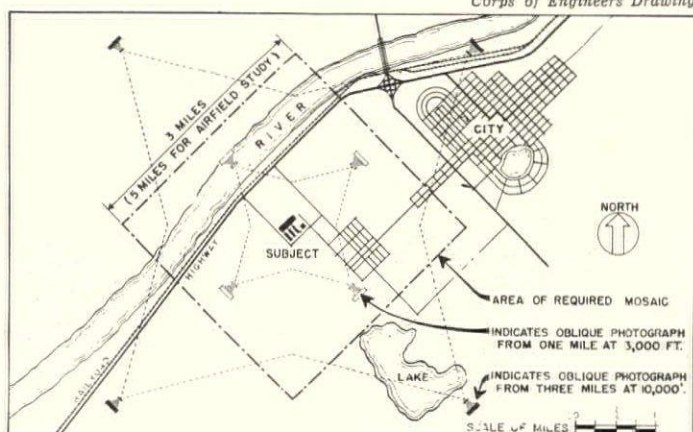 Corps of Engineers Drawing
3 MILES
(5 MILES FOR AIRFIELD STUDY)
RIVER
CITY
NORTH
SUBJECT
HIGHWAY
RAILROAD
AREA OF REQUIRED MOSAIC
INDICATES OBLIQUE PHOTOGRAPH
FROM ONE MILE AT 3,000 FT.
LAKE
INDICATES OBLIQUE PHOTOGRAPH
FROM THREE MILES AT 10,000'.
SCALE OF MILES